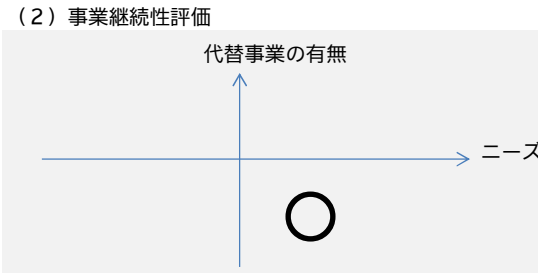 （２）事業継続性評価
代替事業の有無
ニーズ